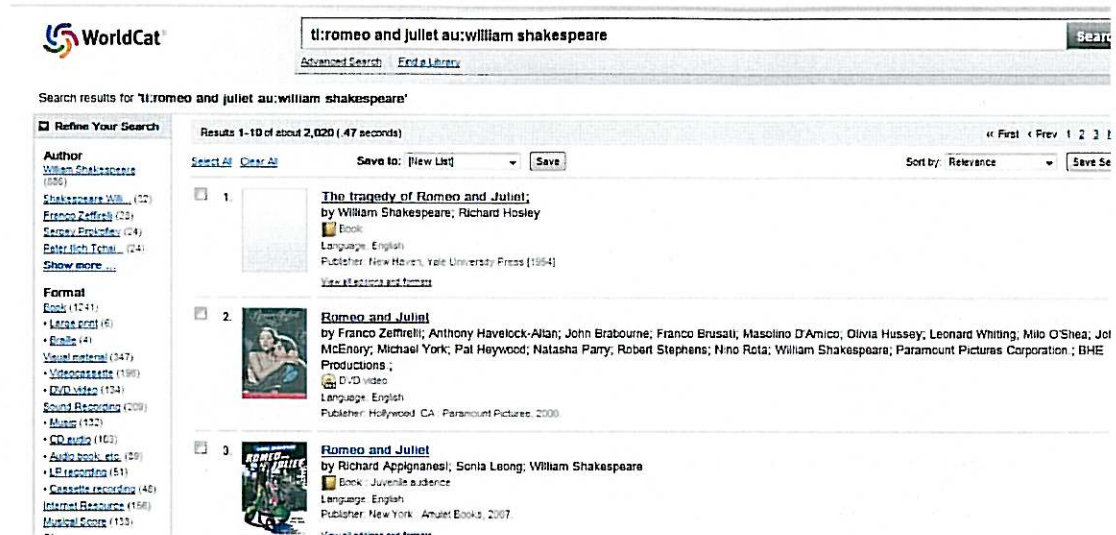 WorldCat
ti:romeo and juliet au:william shakespeare
Advanced Search Find a Library
Search results for 'ti:romeo and juliet au:william shakespeare'
Refine Your Search
Results 1-10 of about 2,020 (.47 seconds)
« First < Prev 1 2 3
Author
William Shakespeare
Shakespeare Will... (32)
Franco Zeffirelli
Sergey Prokofiev (24)
Peter Ilich Tchai... (24)
Show more ...
Select All Clear All
Save to: [New List]
Save
Sort by: Relevance
Save Se
1.
The tragedy of Romeo and Juliet;
by William Shakespeare; Richard Hosley
Book
Language: English
Publisher: New Haven, Yale University Press [1954]
View all editions and formats
Format
Book (1241)
• Large print (6)
• Braille (4)
Visual material (347)
• Videocassette
• DVD video (134)
Sound Recording (209)
• Music (132)
• CD audio (103)
• Audio book, etc. (89)
• LP recording (51)
• Cassette recording (48)
Internet Resource (156)
Musical Score
2.
Romeo and Juliet
by Franco Zeffirelli; Anthony Havelock-Allan; John Brabourne; Franco Brusati; Masolino D'Amico; Olivia Hussey; Leonard Whiting; Milo O'Shea; Jo
McEnery; Michael York; Pat Heywood; Natasha Parry; Robert Stephens; Nino Rota; William Shakespeare; Paramount Pictures Corporation.; BHE
Productions.;
DVD video
Language: English
Publisher: Hollywood, CA : Paramount Pictures, 2000.
3.
ROMEO AND JULIET
Romeo and Juliet
by Richard Appignanesi; Sonia Leong; William Shakespeare
Book : Juvenile audience
Language: English
Publisher: New York : Amulet Books, 2007.
View all editions and formats